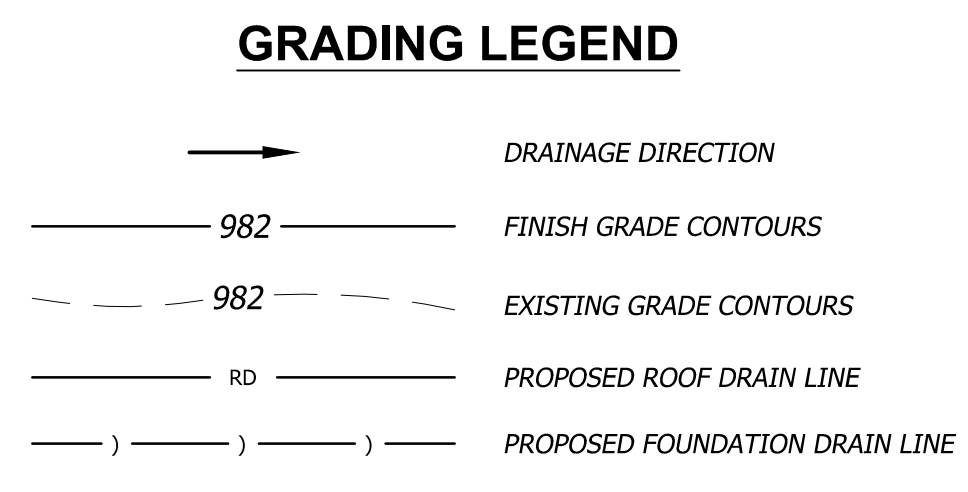 GRADING LEGEND
DRAINAGE DIRECTION
982 FINISH GRADE CONTOURS
982 EXISTING GRADE CONTOURS
RD PROPOSED ROOF DRAIN LINE
) ) ) PROPOSED FOUNDATION DRAIN LINE